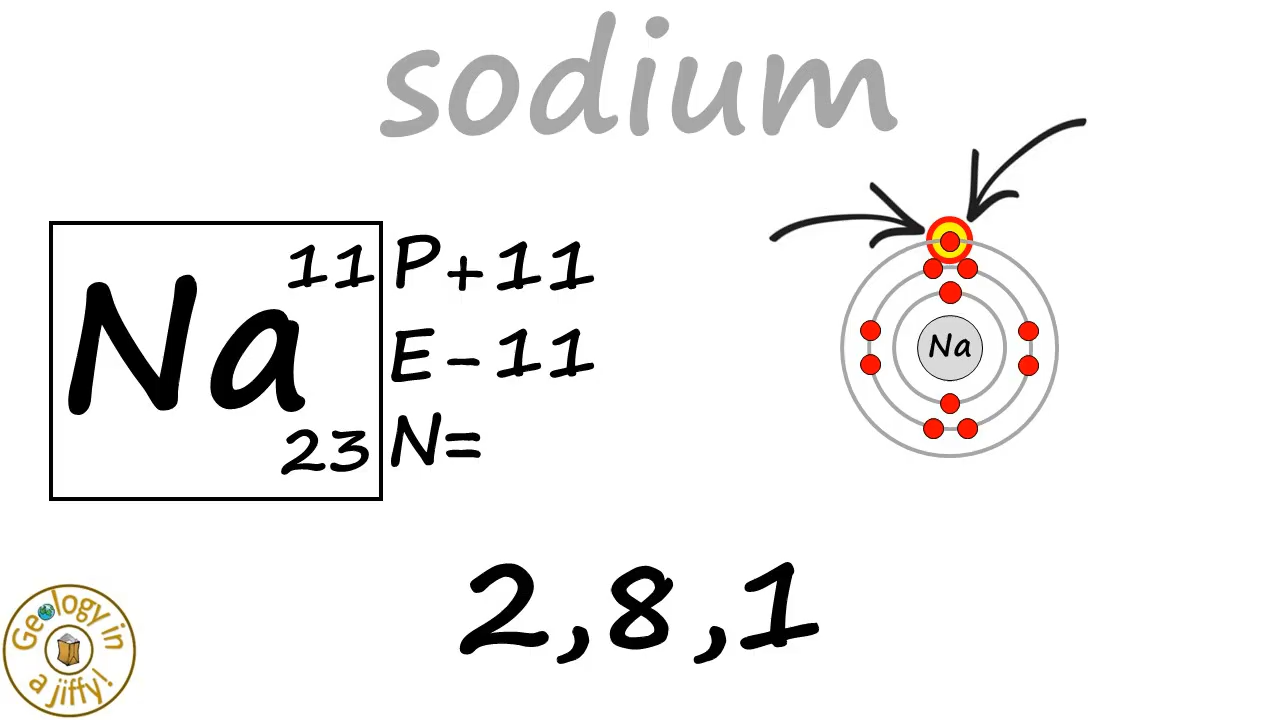 sodium
11 P+11
Na
E-11
23 N=
Na
2,8,1
Geology in
a jiffy!